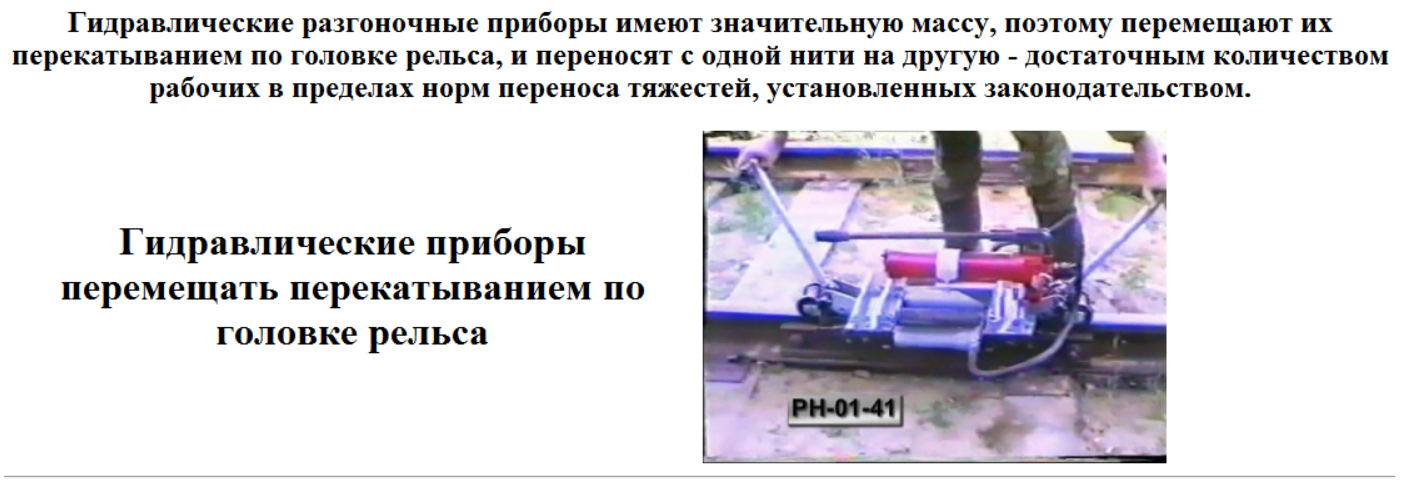 Гидравлические разгоночные приборы имеют значительную массу, поэтому перемещают их
перекатыванием по головке рельса, и переносят с одной нити на другую - достаточным количеством
рабочих в пределах норм переноса тяжестей, установленных законодательством.
Гидравлические приборы
перемещать перекатыванием по
головке рельса
РН-01-41